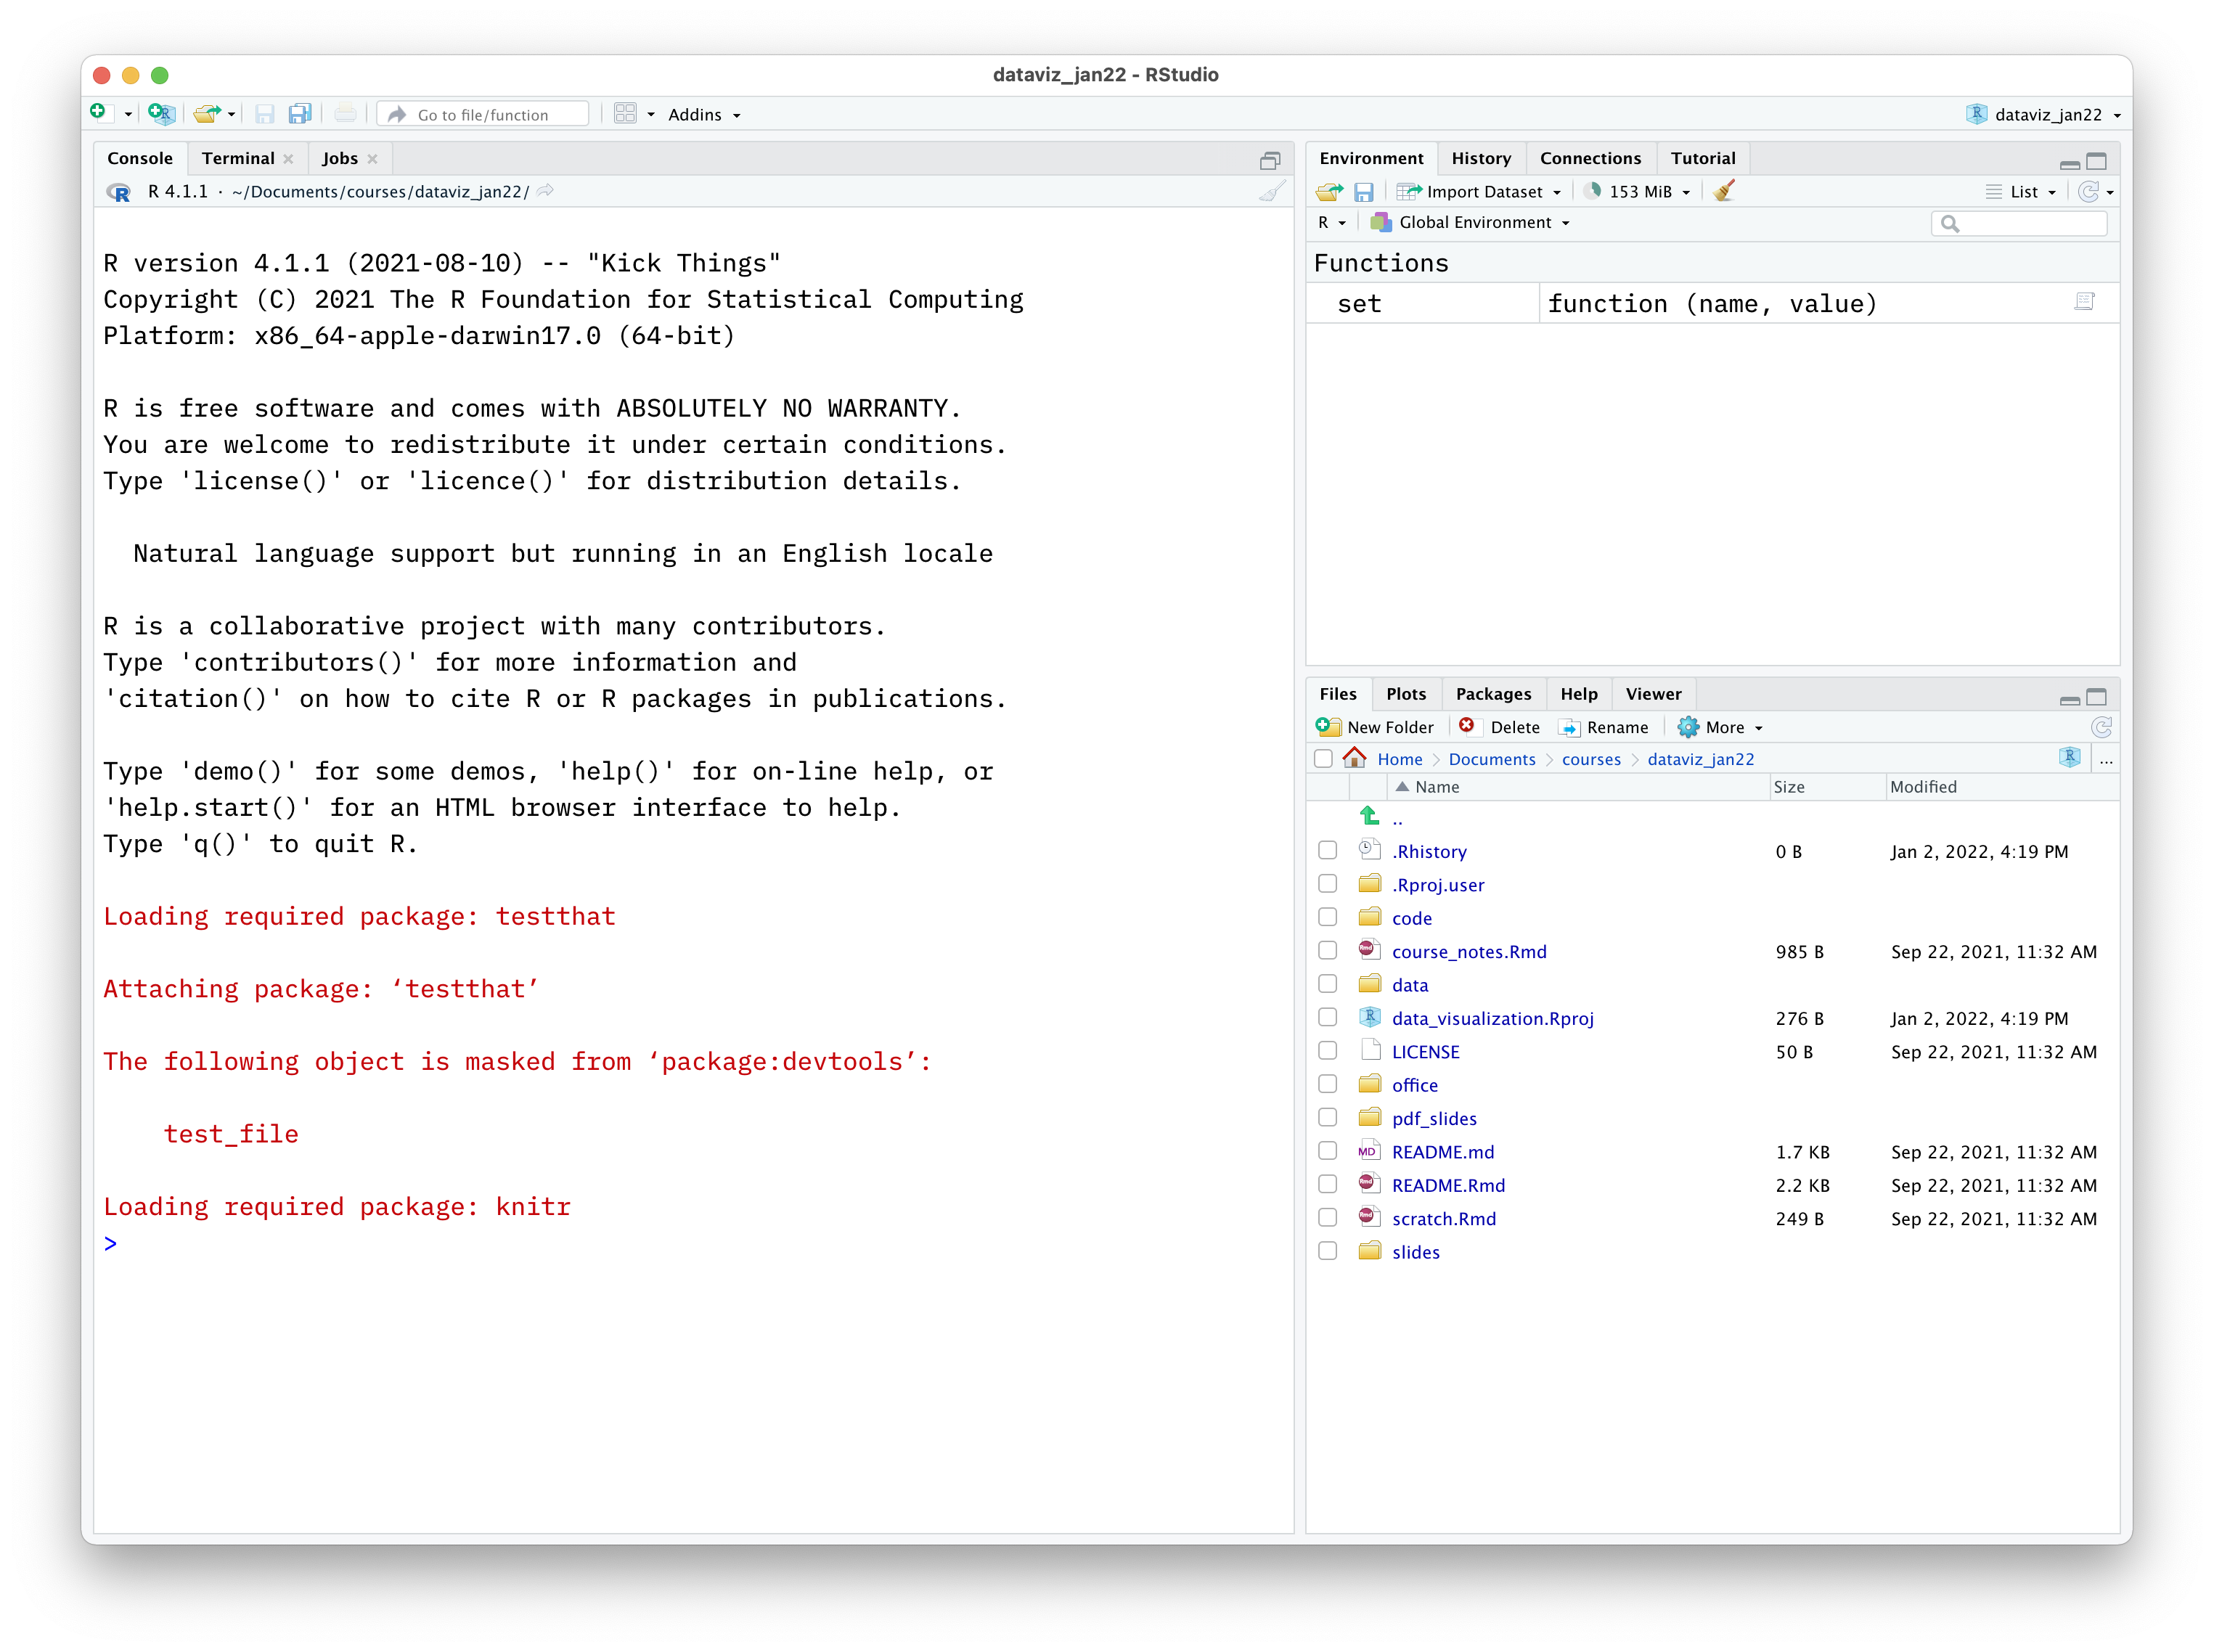 dataviz_jan22 - RStudio
Go to file/function
Addins
dataviz_jan22
Console Terminal Jobs
R 4.1.1 · ~/Documents/courses/dataviz_jan22/
R version 4.1.1 (2021-08-10) -- "Kick Things"
Copyright (C) 2021 The R Foundation for Statistical Computing
Platform: x86_64-apple-darwin17.0 (64-bit)
R is free software and comes with ABSOLUTELY NO WARRANTY.
You are welcome to redistribute it under certain conditions.
Type 'license()' or 'licence()' for distribution details.
Natural language support but running in an English locale
R is a collaborative project with many contributors.
Type 'contributors()' for more information and
'citation()' on how to cite R or R packages in publications.
Type 'demo()' for some demos, 'help()' for on-line help, or
'help.start()' for an HTML browser interface to help.
Type 'q()' to quit R.
Loading required package: testthat
Attaching package: ‘testthat’
The following object is masked from ‘package:devtools’:
test_file
Loading required package: knitr
>
Environment History Connections Tutorial
Import Dataset 153 MiB List
R Global Environment
Functions
set function (name, value)
Files Plots Packages Help Viewer
New Folder Delete Rename More
Home Documents courses dataviz_jan22 ...
Name Size Modified
..
.Rhistory 0 B Jan 2, 2022, 4:19 PM
.Rproj.user
code
course_notes.Rmd 985 B Sep 22, 2021, 11:32 AM
data
data_visualization.Rproj 276 B Jan 2, 2022, 4:19 PM
LICENSE 50 B Sep 22, 2021, 11:32 AM
office
pdf_slides
README.md 1.7 KB Sep 22, 2021, 11:32 AM
README.Rmd 2.2 KB Sep 22, 2021, 11:32 AM
scratch.Rmd 249 B Sep 22, 2021, 11:32 AM
slides